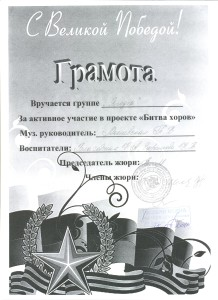 С Великой Победой!
Грамота
Вручается группе
За активное участие в проекте «Битва хоров»
Муз. руководитель:
Воспитатели:
Председатель жюри:
Члены жюри: